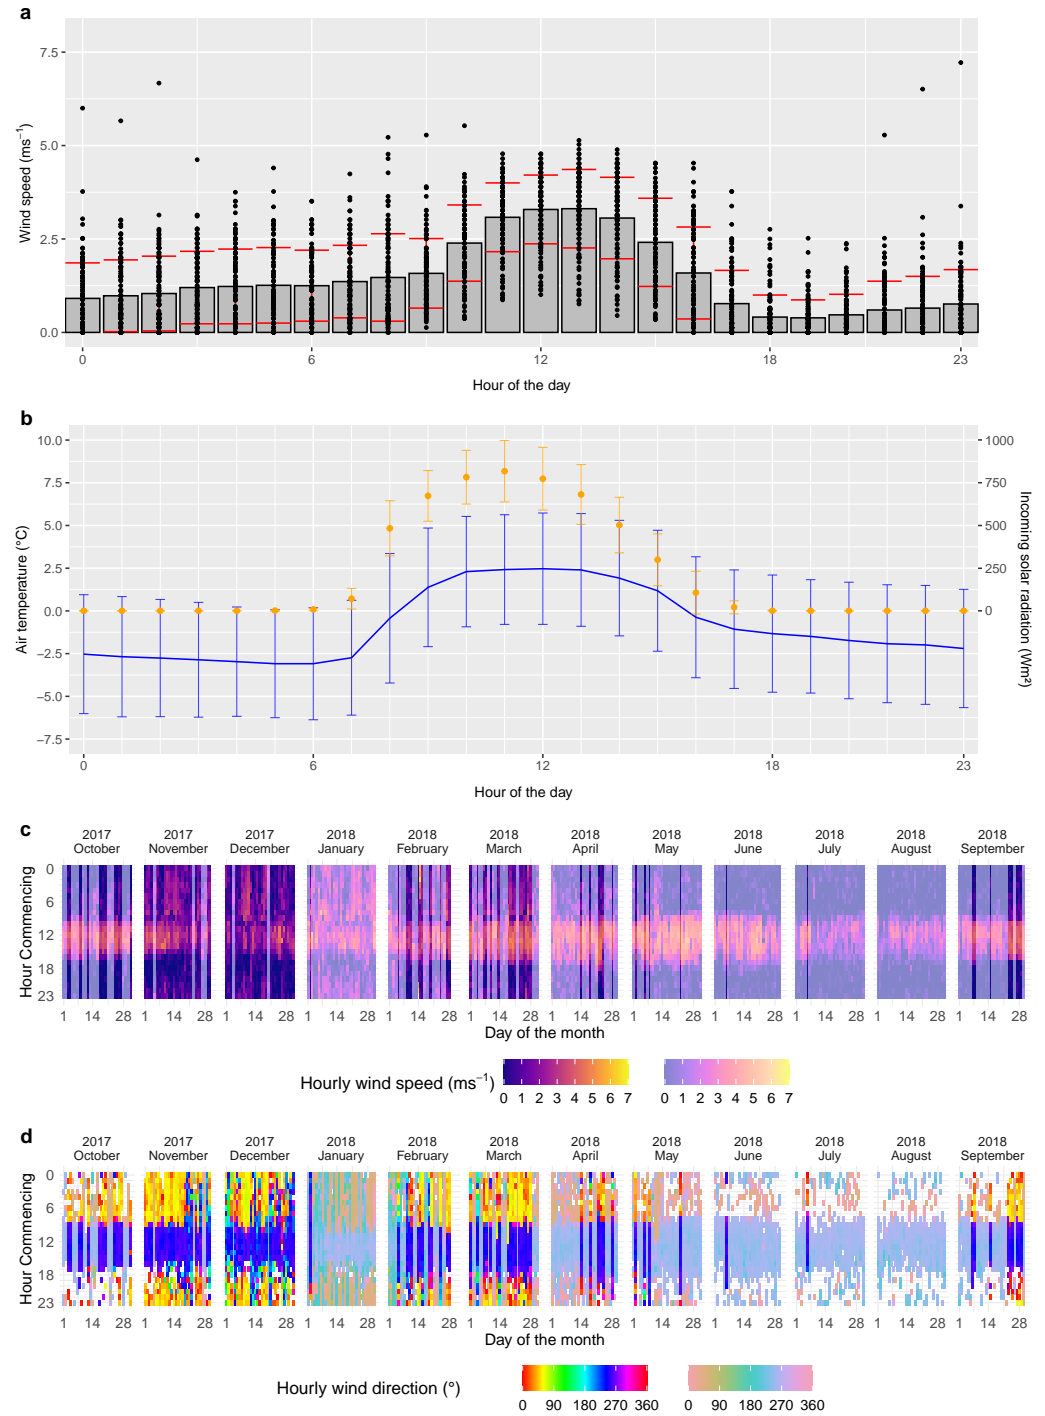 a
7.5
5.0
2.5
0.0
Wind speed (ms⁻¹)
0 6 12 18 23
Hour of the day
b
10.0
7.5
5.0
2.5
0.0
−2.5
−5.0
−7.5
Air temperature (°C)
1000
750
500
250
0
Incoming solar radiation (Wm²)
0 6 12 18 23
Hour of the day
c
2017 2017 2017 2018 2018 2018 2018 2018 2018 2018 2018 2018
October November December January February March April May June July August September
Hour Commencing
0
6
12
18
23
1 14 28 1 14 28 1 14 28 1 14 28 1 14 28 1 14 28 1 14 28 1 14 28 1 14 28 1 14 28 1 14 28 1 14 28
Day of the month
Hourly wind speed (ms⁻¹)
0 1 2 3 4 5 6 7 0 1 2 3 4 5 6 7
d
2017 2017 2017 2018 2018 2018 2018 2018 2018 2018 2018 2018
October November December January February March April May June July August September
Hour Commencing
0
6
12
18
23
1 14 28 1 14 28 1 14 28 1 14 28 1 14 28 1 14 28 1 14 28 1 14 28 1 14 28 1 14 28 1 14 28 1 14 28
Day of the month
Hourly wind direction (°)
0 90 180 270 360 0 90 180 270 360